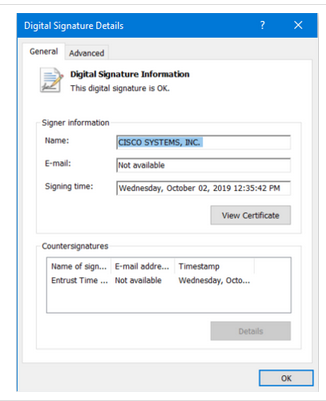 Digital Signature Details
General Advanced
Digital Signature Information
This digital signature is OK.
Signer information
Name: CISCO SYSTEMS, INC.
E-mail: Not available
Signing time: Wednesday, October 02, 2019 12:35:42 PM
View Certificate
Countersignatures
Name of sign... E-mail addre... Timestamp
Entrust Time ... Not available Wednesday, Octo...
Details
OK